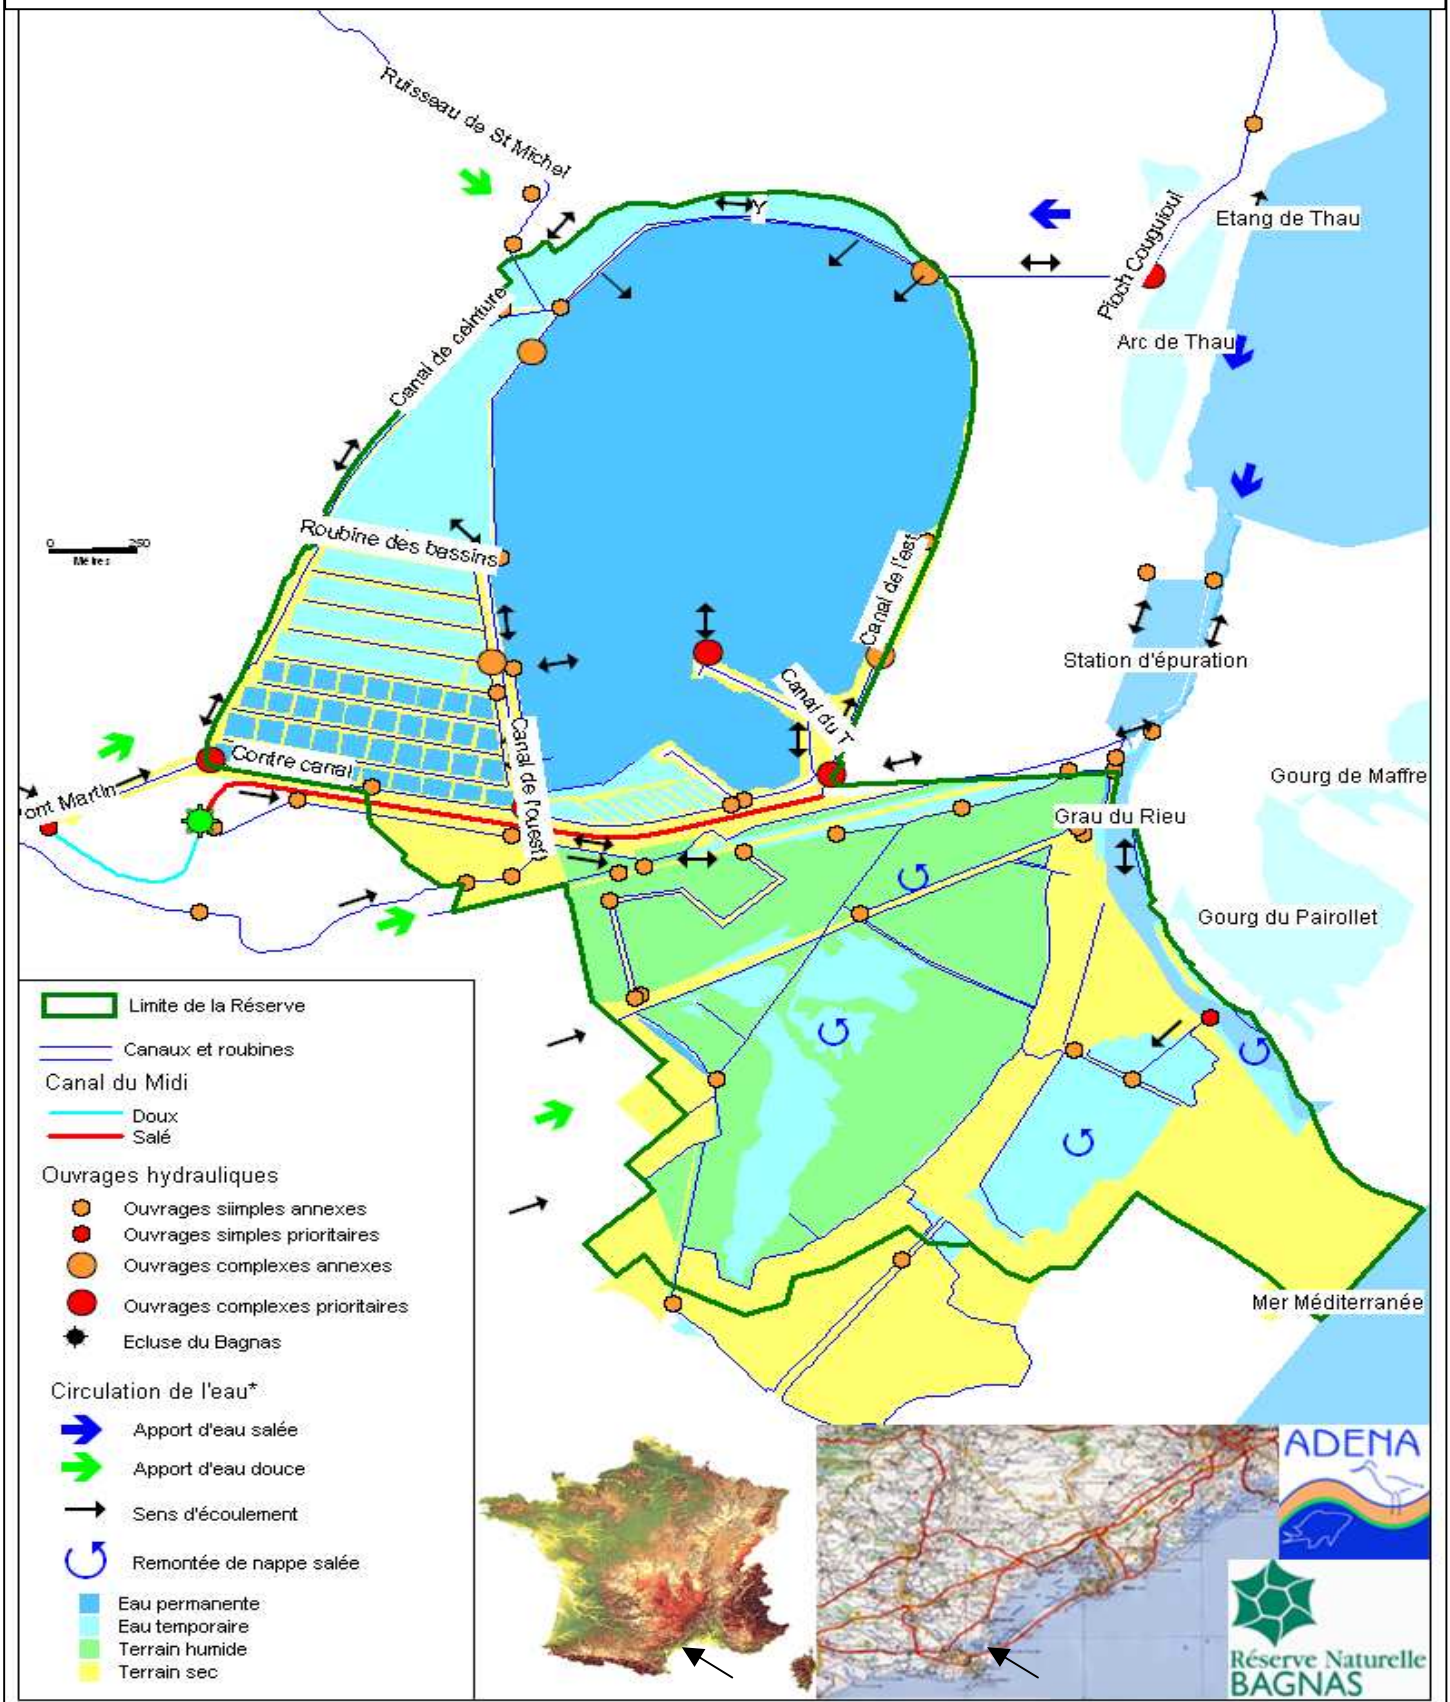 Ruisseau de St Michel
Y
Pioch Couguioul
Etang de Thau
Arc de Thau
Canal de ceinture
Roubine des bassins
0 250
Mètres
Canal de l'est
Station d'épuration
Canal du T
Canal de l'ouest
Contre canal
ont Martin
Gourg de Maffre
Grau du Rieu
Gourg du Pairollet
Mer Méditerranée
Limite de la Réserve
Canaux et roubines
Canal du Midi
Doux
Salé
Ouvrages hydrauliques
Ouvrages siimples annexes
Ouvrages simples prioritaires
Ouvrages complexes annexes
Ouvrages complexes prioritaires
Ecluse du Bagnas
Circulation de l'eau*
Apport d'eau salée
Apport d'eau douce
Sens d'écoulement
Remontée de nappe salée
Eau permanente
Eau temporaire
Terrain humide
Terrain sec
ADENA
Réserve Naturelle
BAGNAS